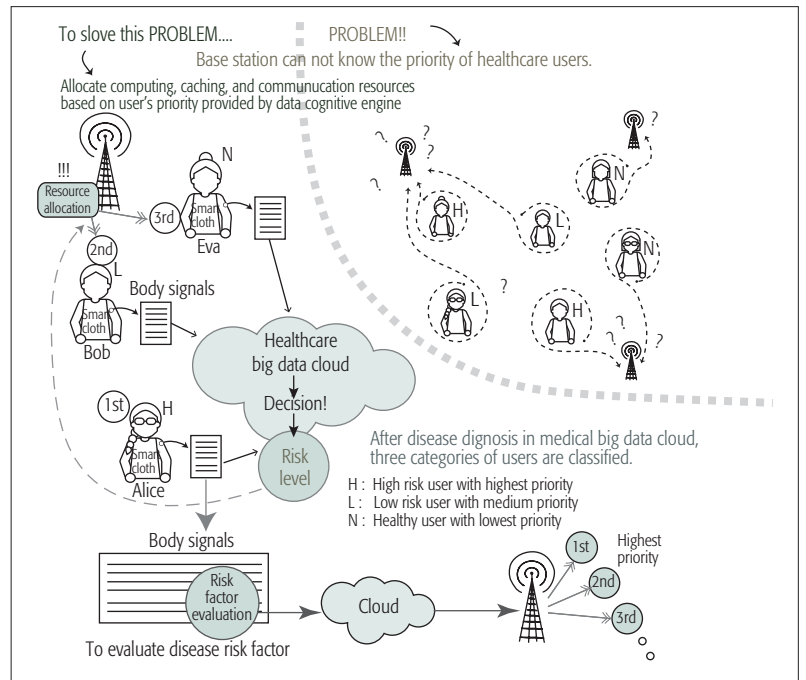 To slove this PROBLEM....
PROBLEM!!
Base station can not know the priority of healthcare users.
Allocate computing, caching, and communucation resources
based on user's priority provided by data cognitive engine
!!!
Resource
allocation
3rd
N
Smart
cloth
Eva
2nd
L
Smart
cloth
Bob
Body signals
1st
H
Smart
cloth
Alice
Healthcare
big data cloud
Decision!
Risk
level
?
?
?
?
H
L
N
?
L
?
H
N
?
?
?
After disease dignosis in medical big data cloud,
three categories of users are classified.
H : High risk user with highest priority
L : Low risk user with medium priority
N : Healthy user with lowest priority
Body signals
Risk
factor
evaluation
To evaluate disease risk factor
Cloud
1st
2nd
3rd
Highest
priority